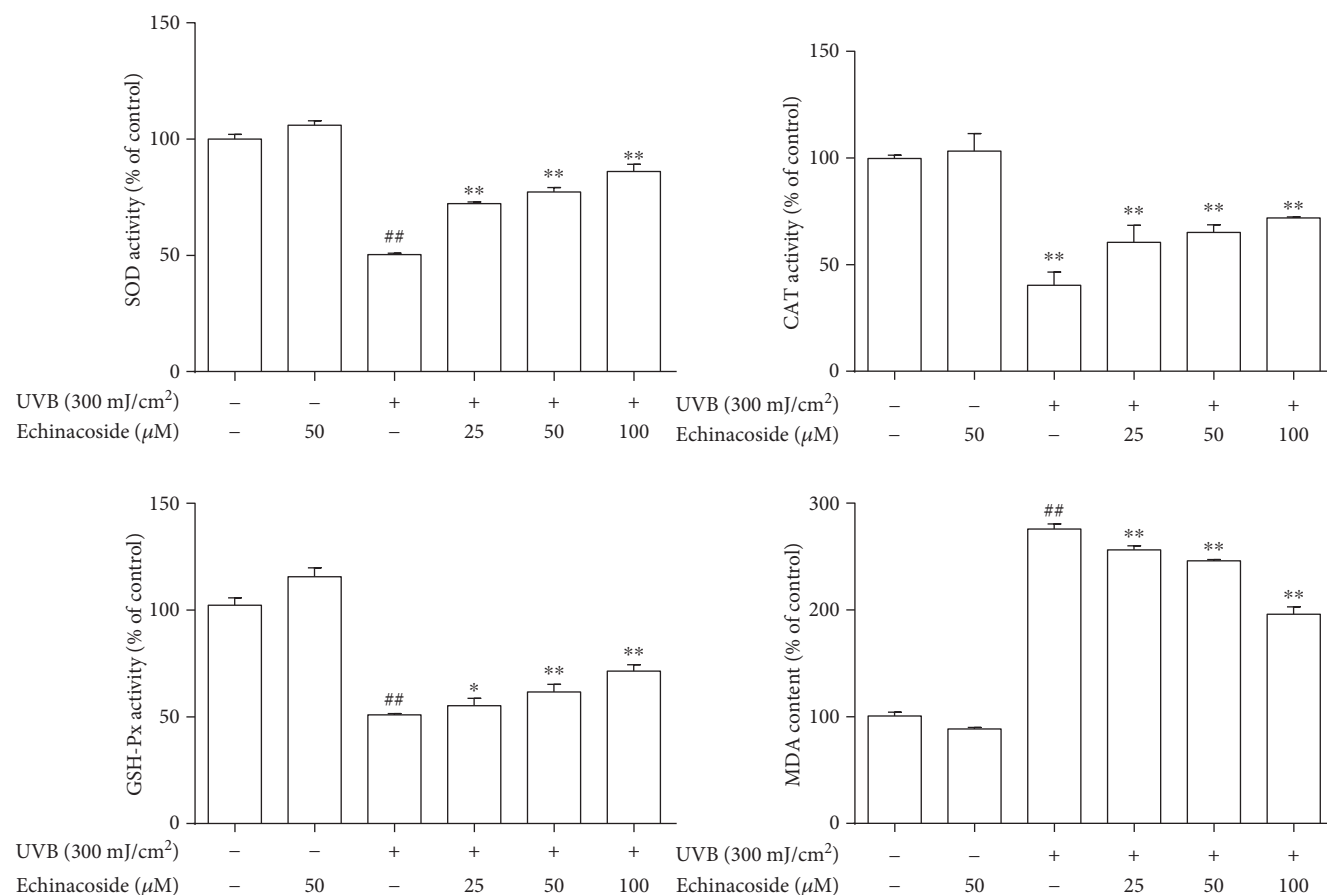 SOD activity (% of control)
150
100
50
0
##
**
**
**
UVB (300 mJ/cm²) – – + + + +
Echinacoside (μM) – 50 – 25 50 100
CAT activity (% of control)
150
100
50
0
**
**
**
**
UVB (300 mJ/cm²) – – + + + +
Echinacoside (μM) – 50 – 25 50 100
GSH-Px activity (% of control)
150
100
50
0
##
*
**
**
UVB (300 mJ/cm²) – – + + + +
Echinacoside (μM) – 50 – 25 50 100
MDA content (% of control)
300
200
100
0
##
**
**
**
UVB (300 mJ/cm²) – – + + + +
Echinacoside (μM) – 50 – 25 50 100